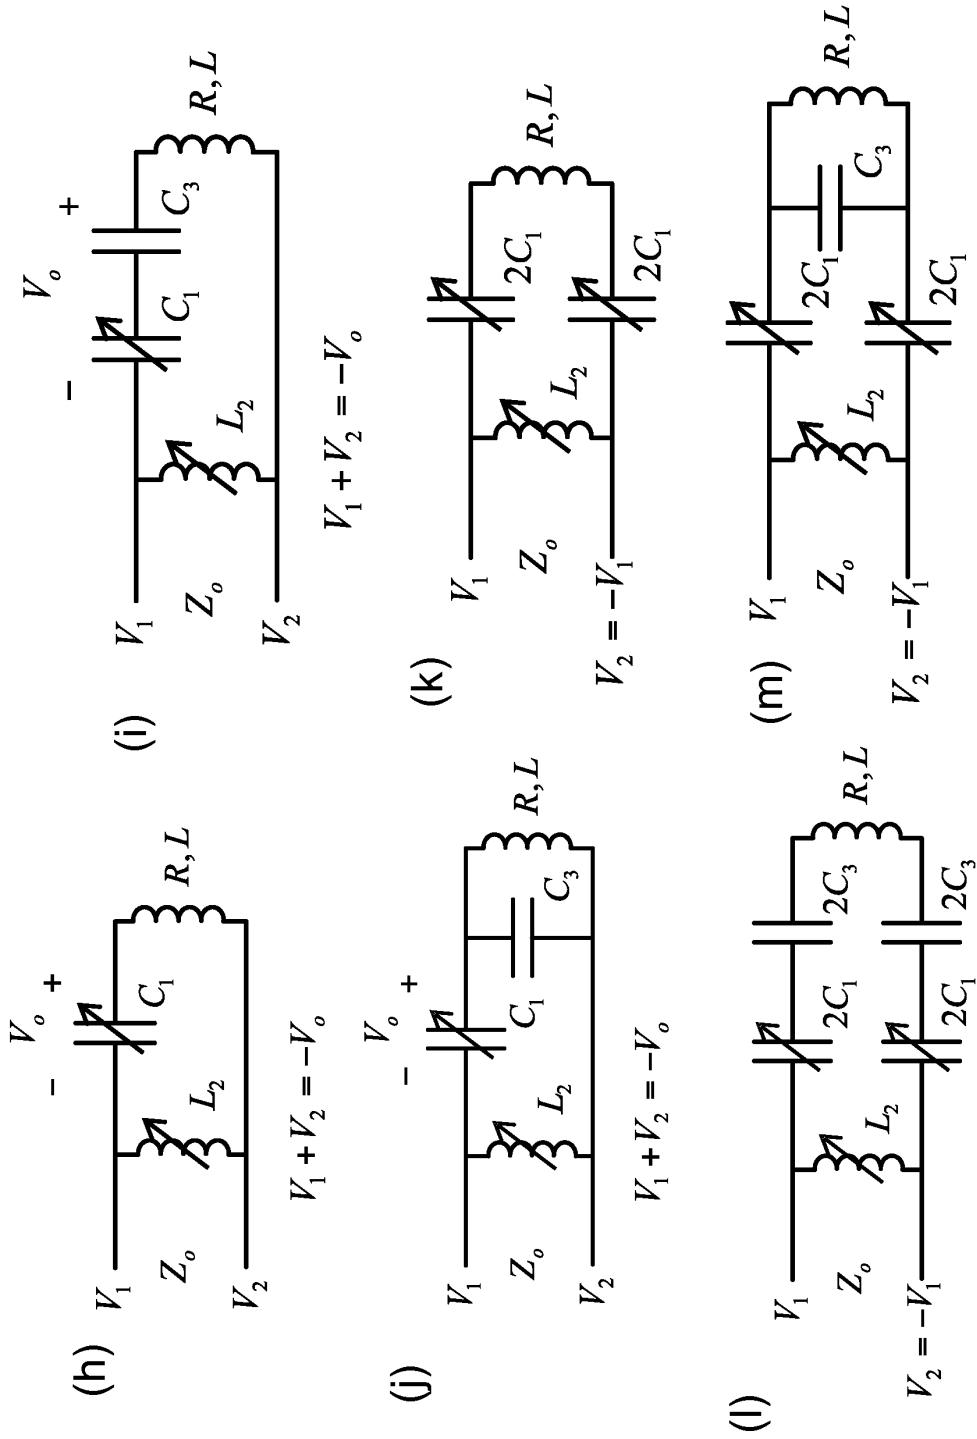 (h)
− V_o +
C_1
R, L
L_2
V_1
Z_o
V_2
V_1 + V_2 = −V_o
(i)
− V_o +
C_1
C_3
R, L
L_2
V_1
Z_o
V_2
V_1 + V_2 = −V_o
(j)
− V_o +
C_1
C_3
R, L
L_2
V_1
Z_o
V_2
V_1 + V_2 = −V_o
(k)
2C_1
R, L
L_2
V_1
Z_o
2C_1
V_2 = −V_1
(l)
2C_1
2C_3
R, L
L_2
V_1
Z_o
2C_1
2C_3
V_2 = −V_1
(m)
2C_1
C_3
R, L
L_2
V_1
Z_o
2C_1
V_2 = −V_1